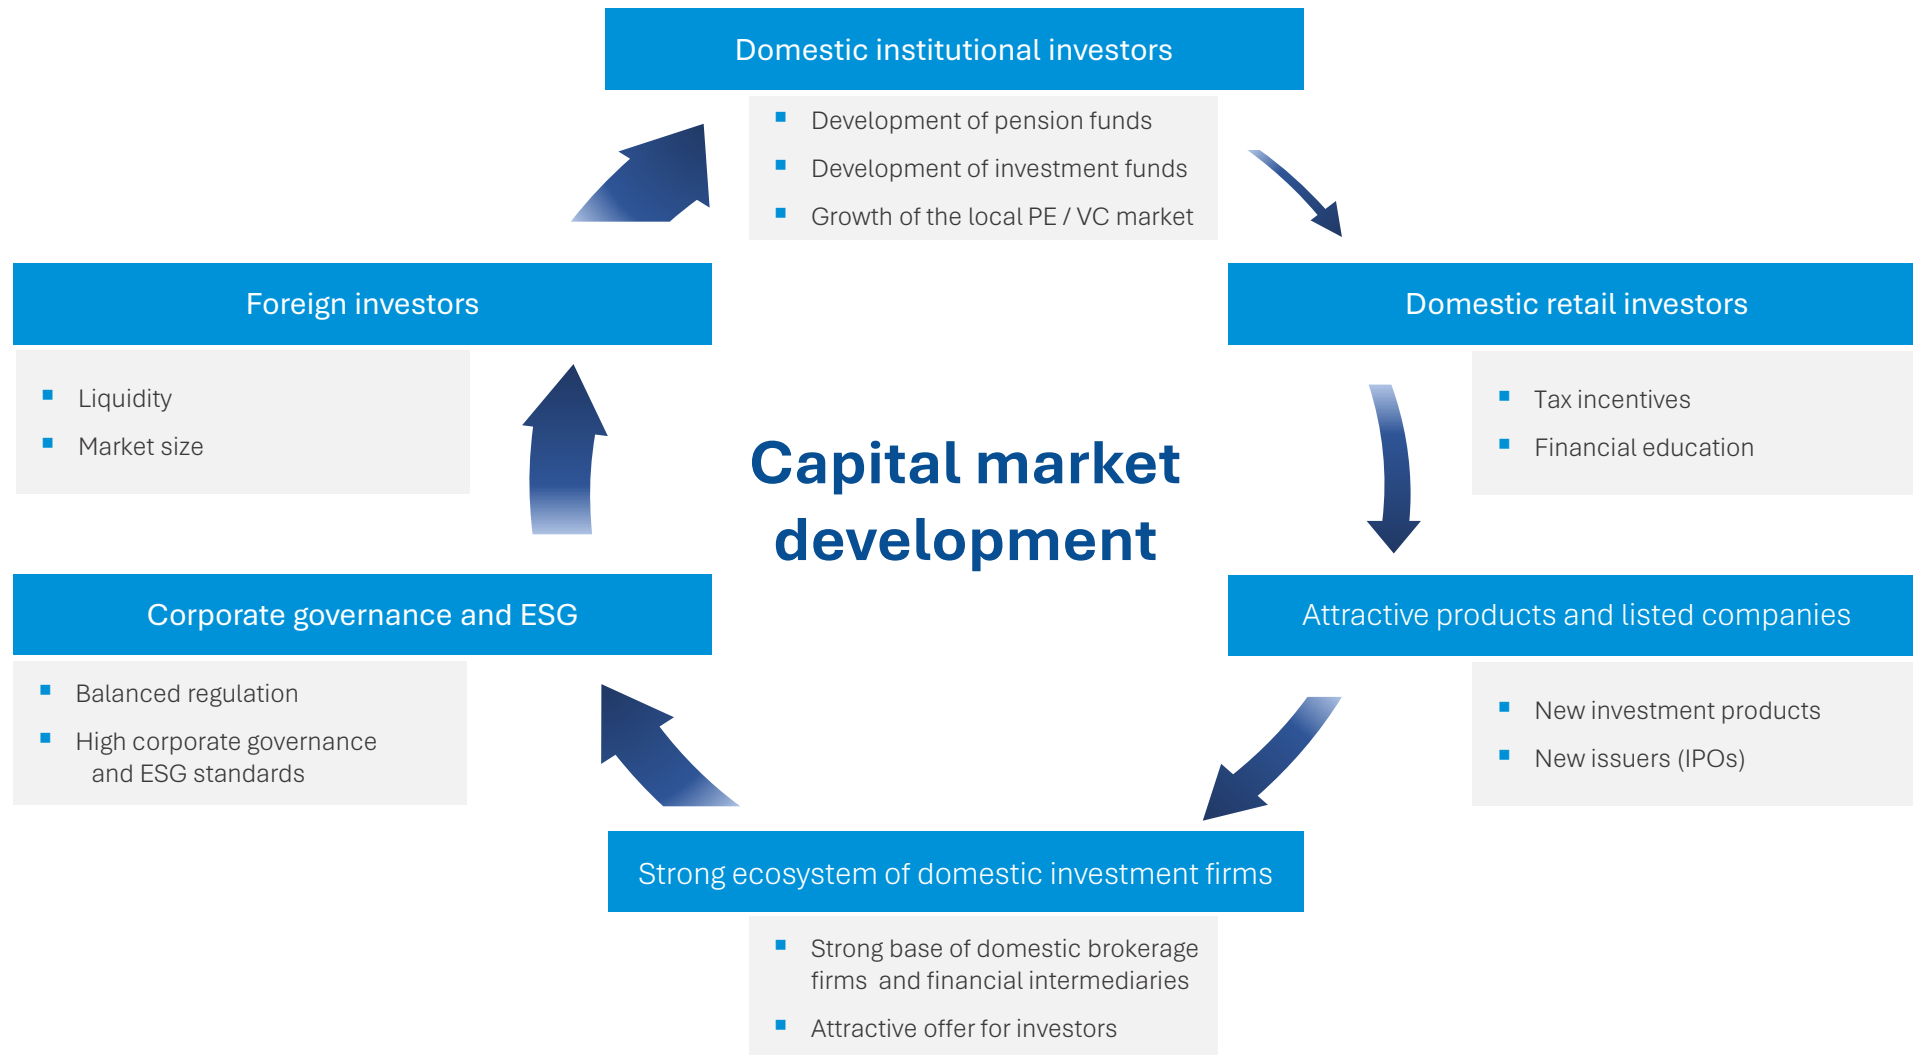 Domestic institutional investors
Development of pension funds
Development of investment funds
Growth of the local PE / VC market
Domestic retail investors
Tax incentives
Financial education
Attractive products and listed companies
New investment products
New issuers (IPOs)
Strong ecosystem of domestic investment firms
Strong base of domestic brokerage
firms and financial intermediaries
Attractive offer for investors
Corporate governance and ESG
Balanced regulation
High corporate governance
and ESG standards
Foreign investors
Liquidity
Market size
Capital market
development